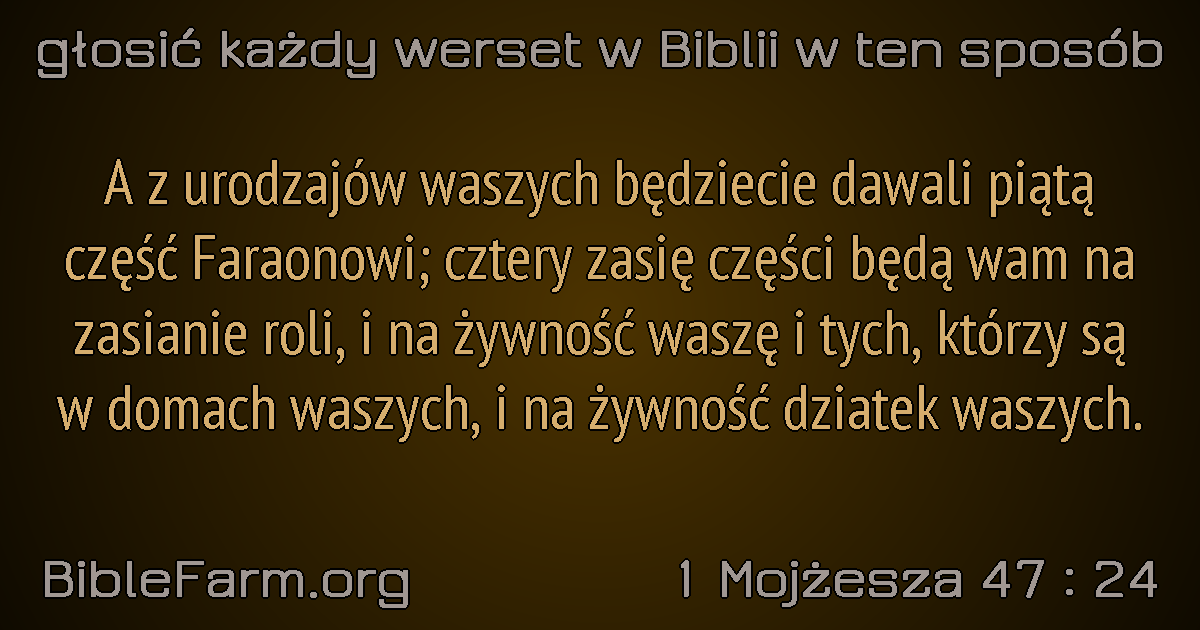 głosić każdy werset w Biblii w ten sposób
A z urodzajów waszych będziecie dawali piątą
część Faraonowi; cztery zasię części będą wam na
zasianie roli, i na żywność waszę i tych, którzy są
w domach waszych, i na żywność dziatek waszych.
BibleFarm.org
1 Mojżesza 47 : 24